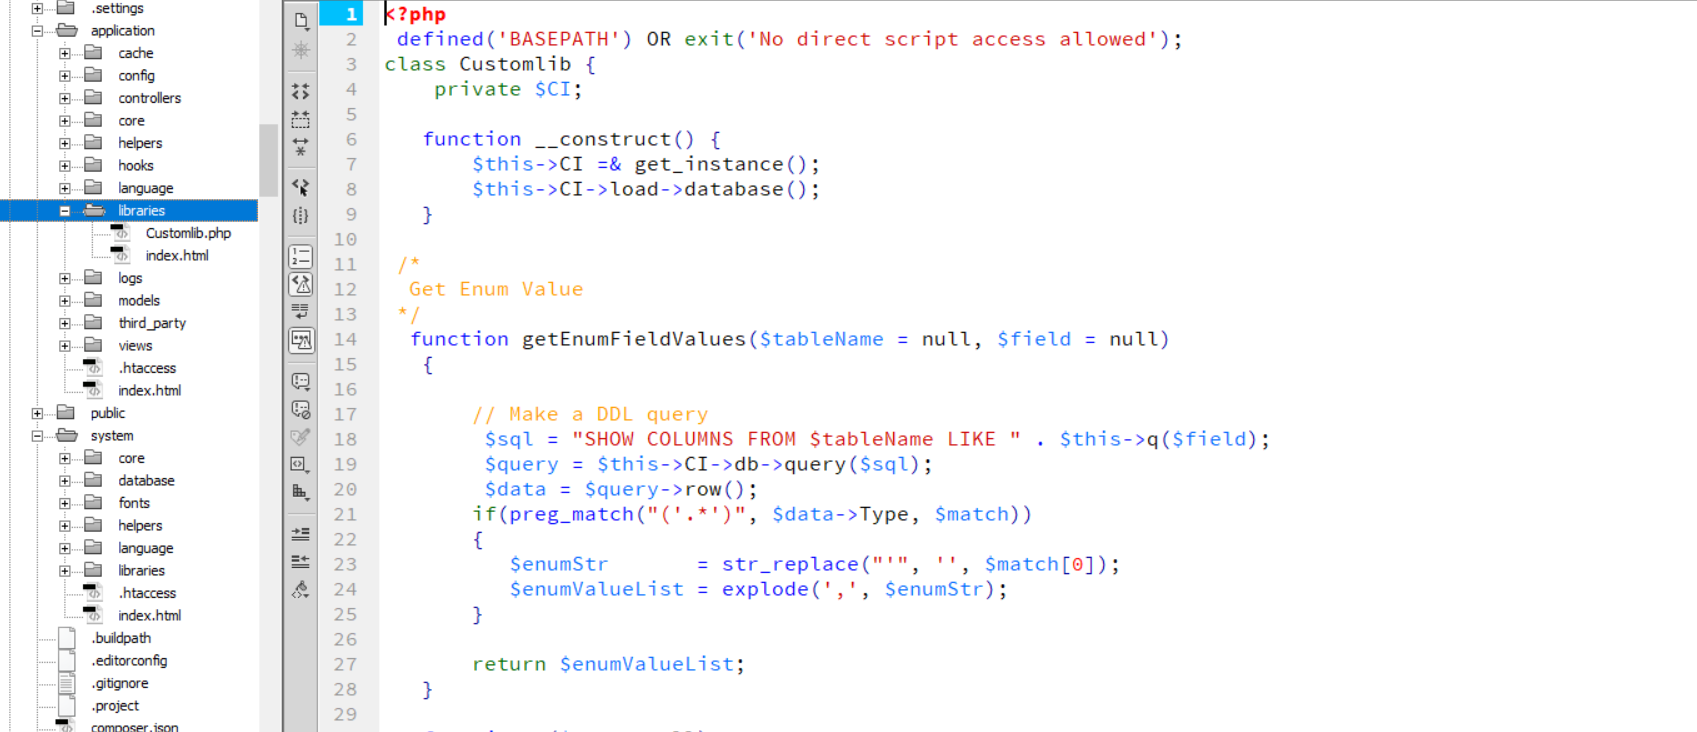 .settings
application
cache
config
controllers
core
helpers
hooks
language
libraries
Customlib.php
index.html
logs
models
third_party
views
.htaccess
index.html
public
system
core
database
fonts
helpers
language
libraries
.htaccess
index.html
.buildpath
.editorconfig
.gitignore
.project
composer.json
1 <?php
2 defined('BASEPATH') OR exit('No direct script access allowed');
3 class Customlib {
4 private $CI;
5
6 function __construct() {
7 $this->CI =& get_instance();
8 $this->CI->load->database();
9 }
10
11 /*
12 Get Enum Value
13 */
14 function getEnumFieldValues($tableName = null, $field = null)
15 {
16
17 // Make a DDL query
18 $sql = "SHOW COLUMNS FROM $tableName LIKE " . $this->q($field);
19 $query = $this->CI->db->query($sql);
20 $data = $query->row();
21 if(preg_match("('.*')", $data->Type, $match))
22 {
23 $enumStr = str_replace("'", '', $match[0]);
24 $enumValueList = explode(',', $enumStr);
25 }
26
27 return $enumValueList;
28 }
29